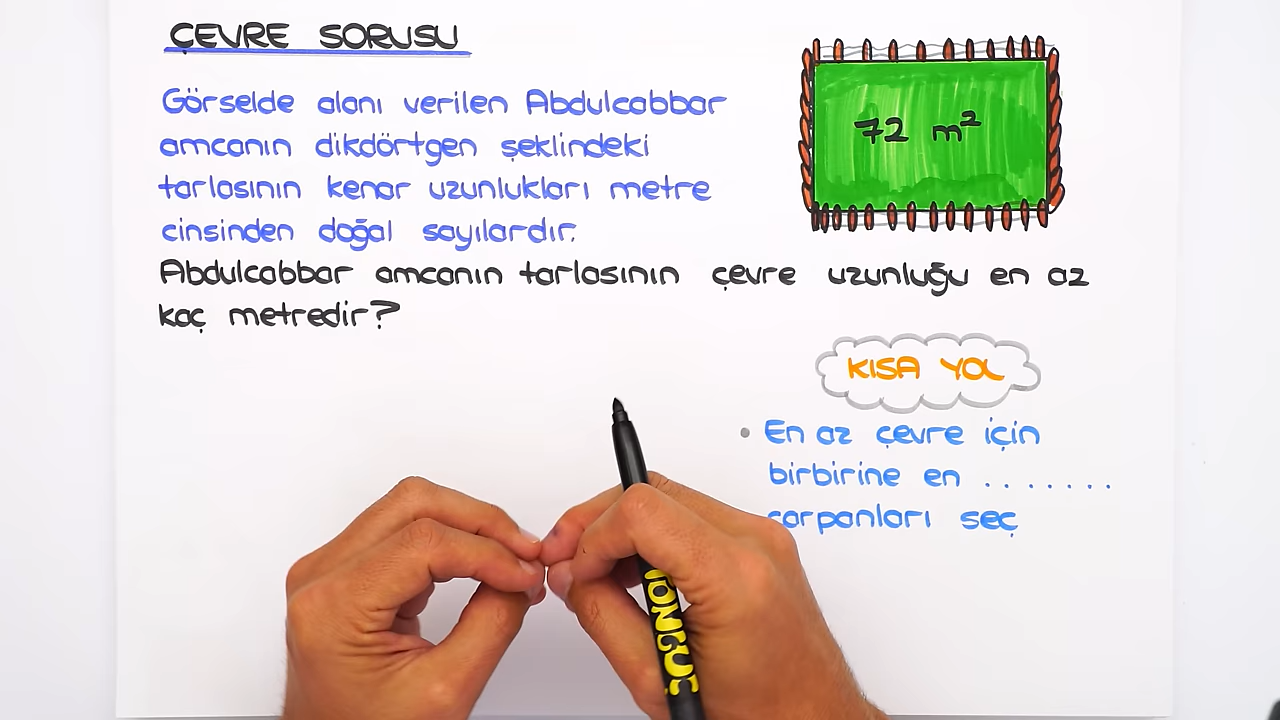 ÇEVRE SORUSU
Görselde alanı verilen Abdulcabbar
amcanın dikdörtgen şeklindeki
tarlasının kenar uzunlukları metre
cinsinden doğal sayılardır.
Abdulcabbar amcanın tarlasının çevre uzunluğu en az
kaç metredir?
72 m²
KISA YOL
• En az çevre için
birbirine en .......
çarpanları seç
TONGUÇ